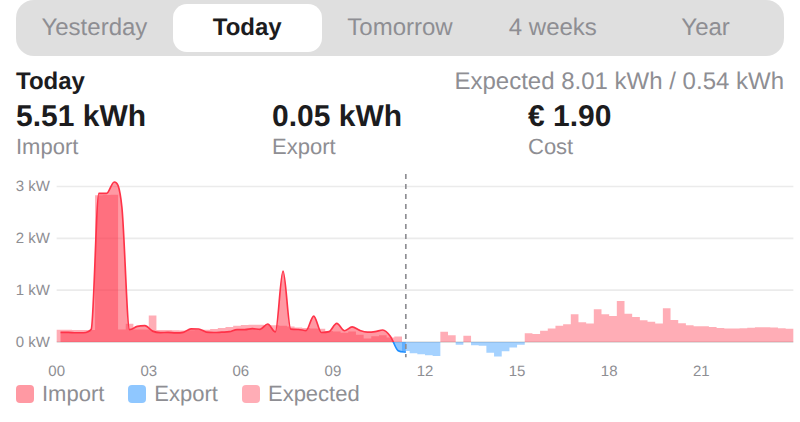 Yesterday Today Tomorrow 4 weeks Year
Today Expected 8.01 kWh / 0.54 kWh
5.51 kWh 0.05 kWh € 1.90
Import Export Cost
3 kW
2 kW
1 kW
0 kW
00 03 06 09 12 15 18 21
Import Export Expected